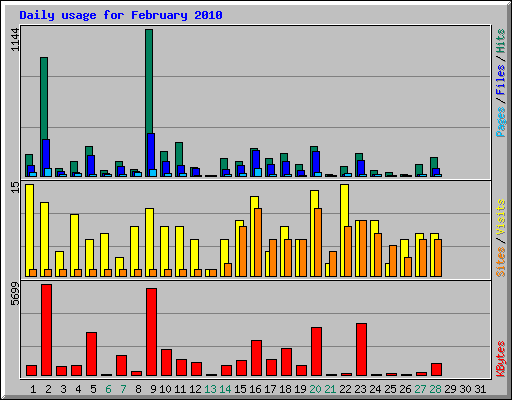 Daily usage for February 2010
1144
Pages / Files / Hits
15
Sites / Visits
5699
KBytes
1 2 3 4 5 6 7 8 9 10 11 12 13 14 15 16 17 18 19 20 21 22 23 24 25 26 27 28 29 30 31